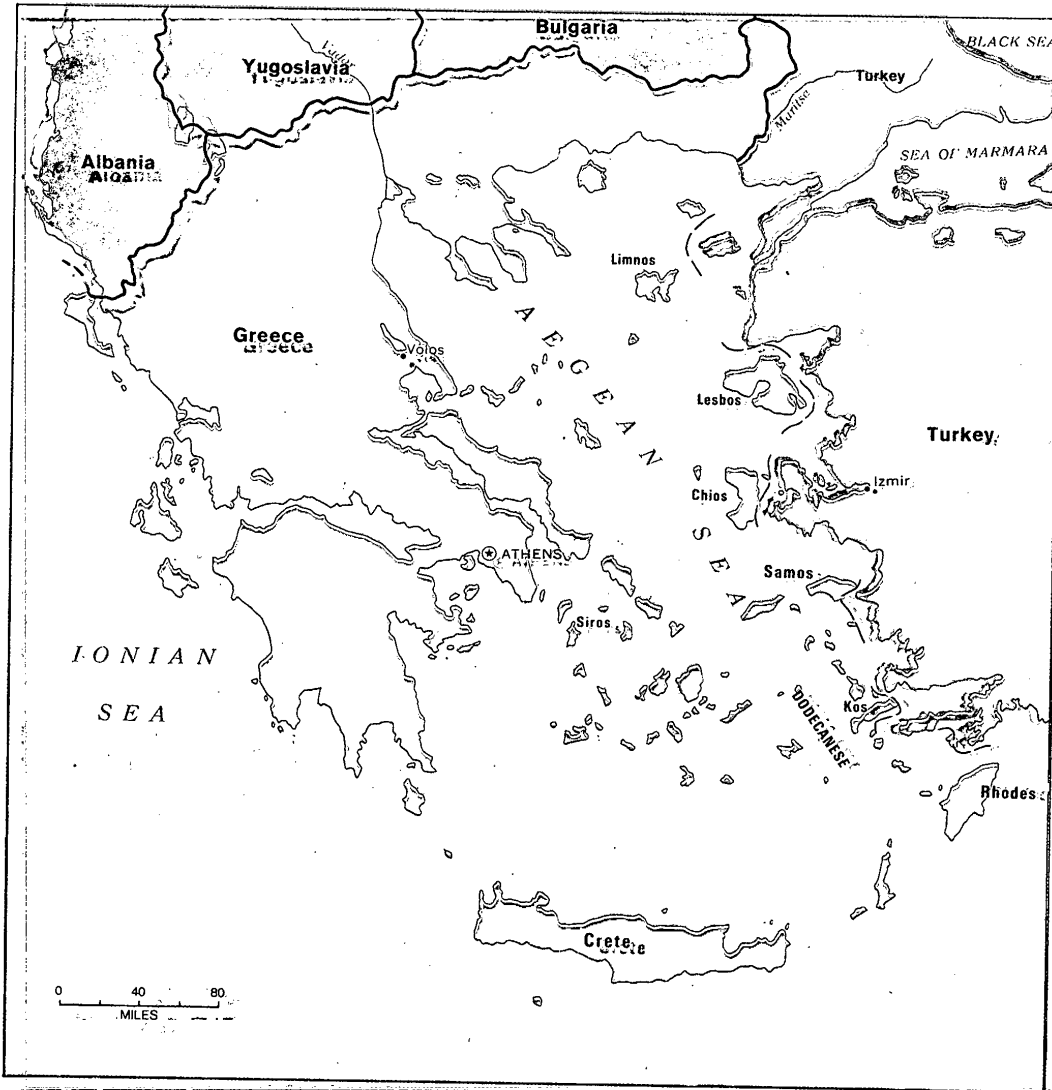 Bulgaria
BLACK SEA
Yugoslavia
Turkey
Maritse
SEA OF MARMARA
Albania
Limnos
Greece
Volos
AEGEAN SEA
Lesbos
Turkey
Chios
Izmir
ATHENS
Samos
Siros
IONIAN
SEA
Kos
DODECANESE
Rhodes
Crete
0 40 80
MILES